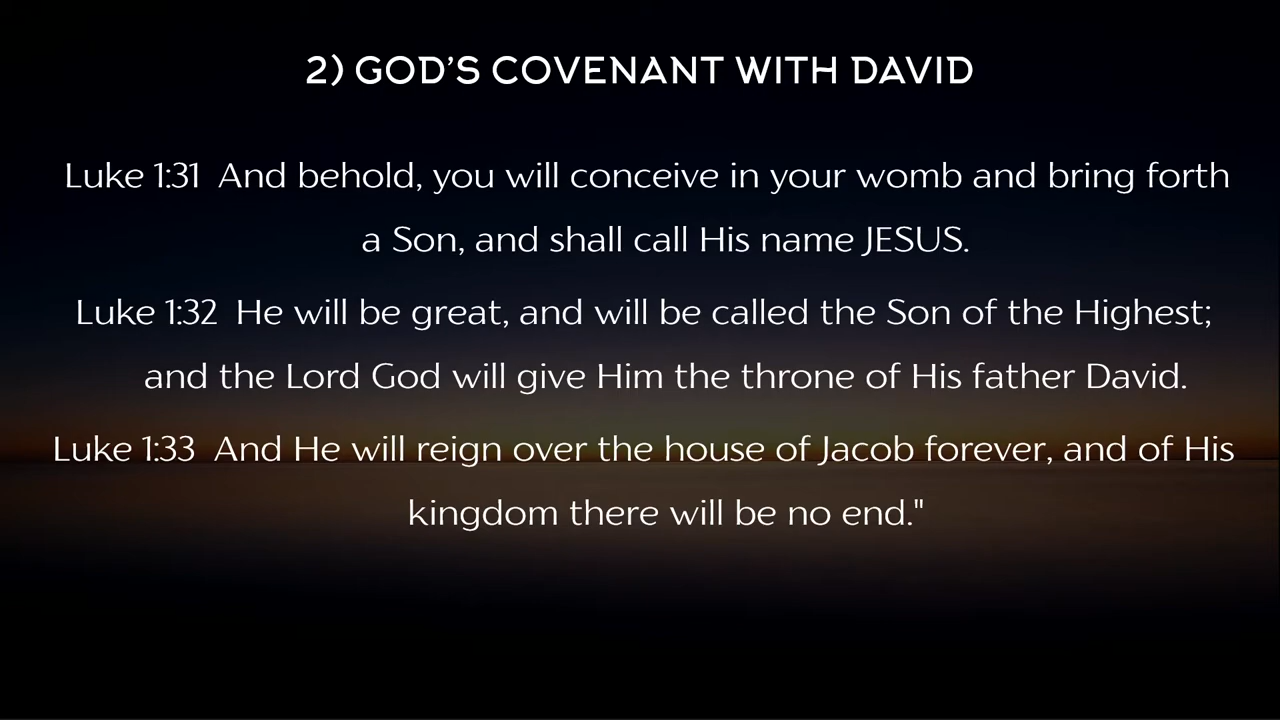 2) GOD'S COVENANT WITH DAVID
Luke 1:31  And behold, you will conceive in your womb and bring forth
a Son, and shall call His name JESUS.
Luke 1:32  He will be great, and will be called the Son of the Highest;
and the Lord God will give Him the throne of His father David.
Luke 1:33  And He will reign over the house of Jacob forever, and of His
kingdom there will be no end."